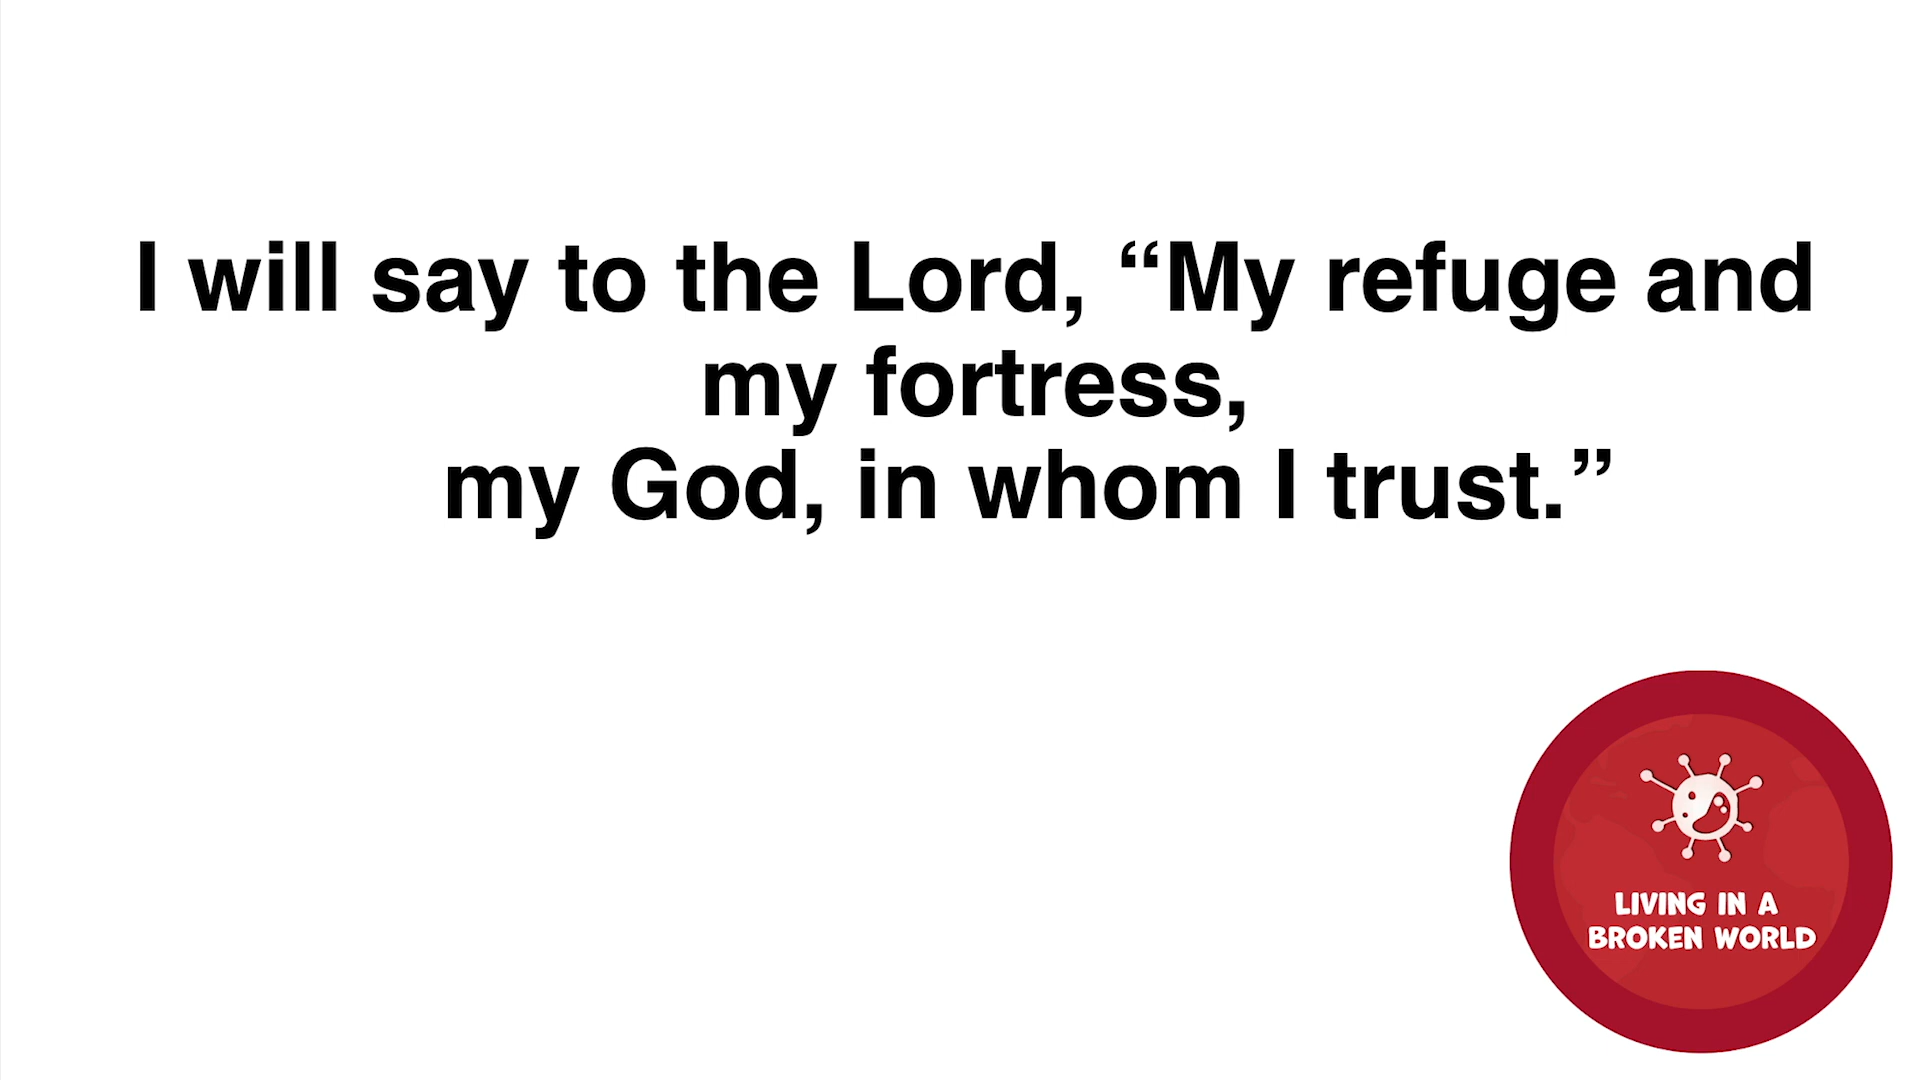 I will say to the Lord, “My refuge and
my fortress,
my God, in whom I trust.”
LIVING IN A
BROKEN WORLD